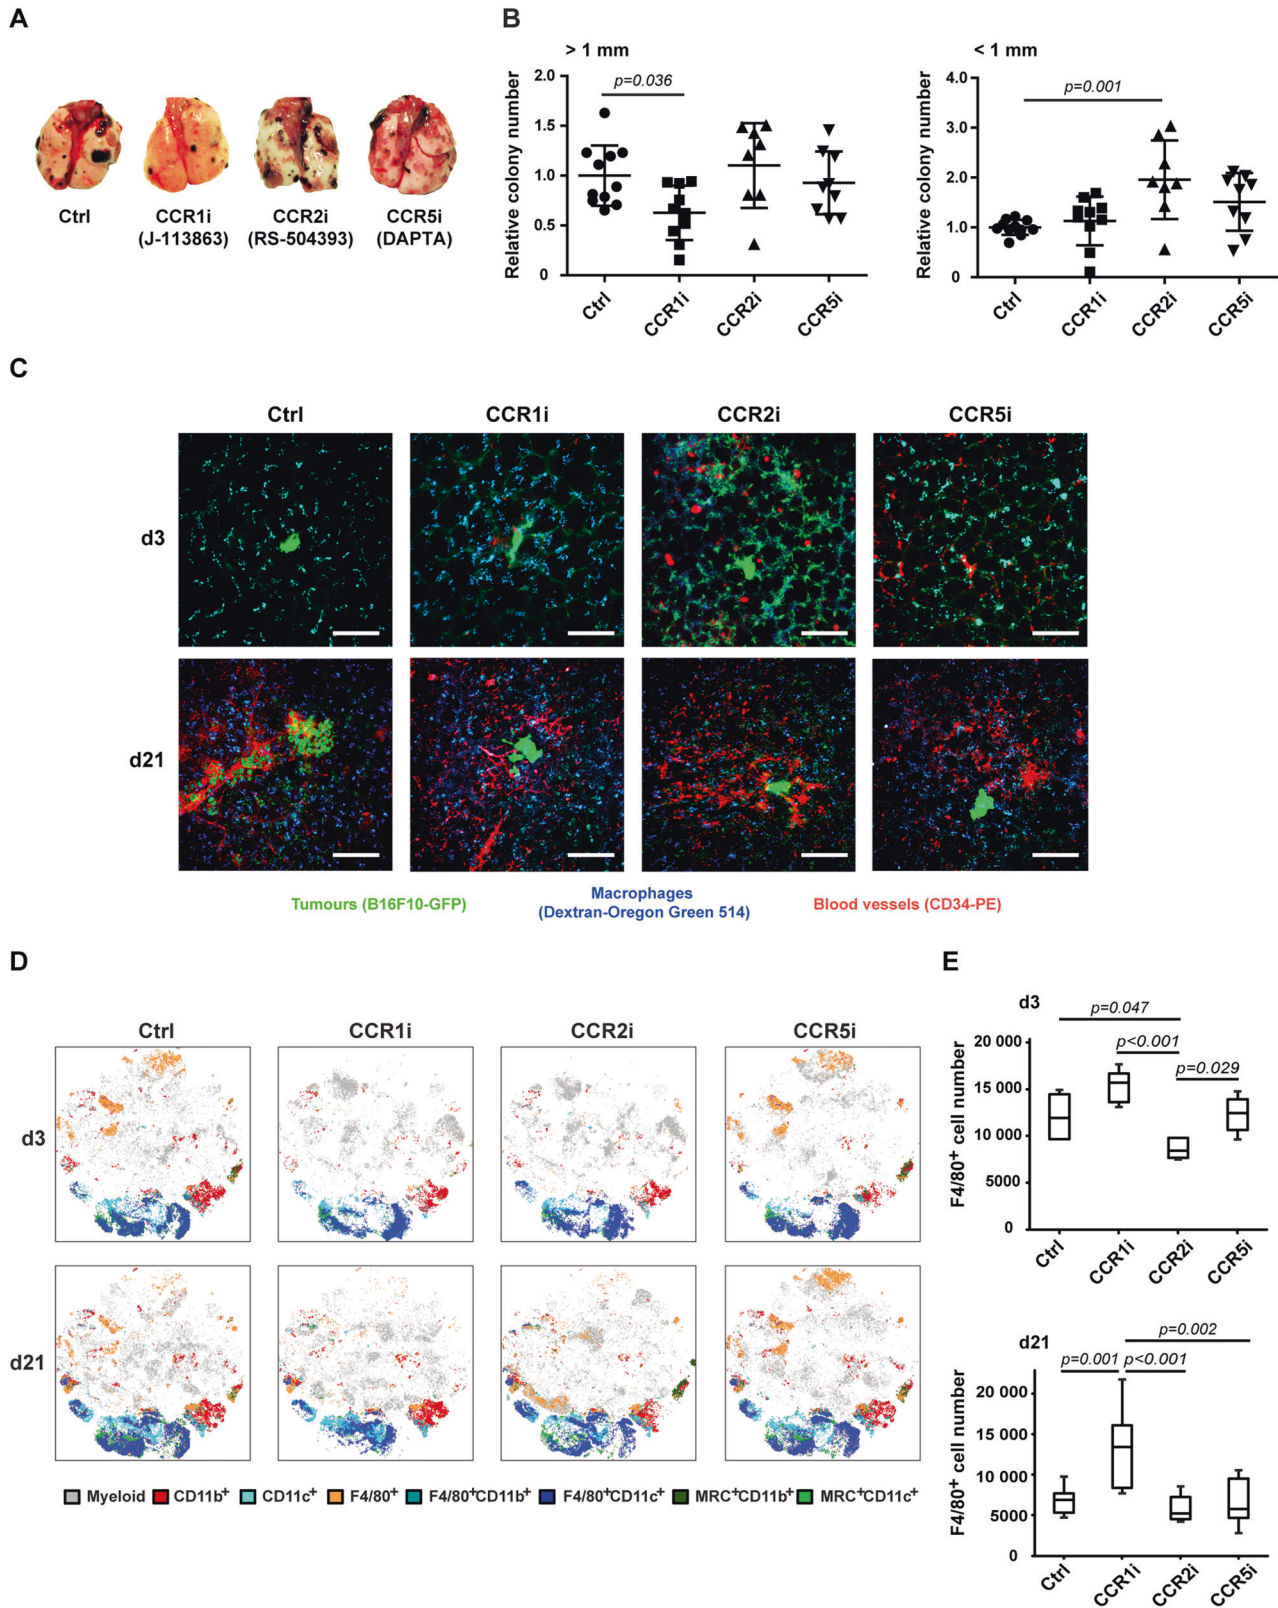 A
Ctrl
CCR1i
(J-113863)
CCR2i
(RS-504393)
CCR5i
(DAPTA)
B
> 1 mm
Relative colony number
2.0
1.5
1.0
0.5
0
p=0.036
Ctrl
CCR1i
CCR2i
CCR5i
< 1 mm
Relative colony number
4.0
3.0
2.0
1.0
0
p=0.001
Ctrl
CCR1i
CCR2i
CCR5i
C
Ctrl
CCR1i
CCR2i
CCR5i
d3
d21
Tumours (B16F10-GFP)
Macrophages
(Dextran-Oregon Green 514)
Blood vessels (CD34-PE)
D
Ctrl
CCR1i
CCR2i
CCR5i
d3
d21
Myeloid CD11b⁺ CD11c⁺ F4/80⁺ F4/80⁺CD11b⁺ F4/80⁺CD11c⁺ MRC⁺CD11b⁺ MRC⁺CD11c⁺
E
d3
p=0.047
p<0.001
p=0.029
F4/80⁺ cell number
20 000
15 000
10 000
5000
0
Ctrl
CCR1i
CCR2i
CCR5i
d21
p=0.002
p=0.001
p<0.001
F4/80⁺ cell number
20 000
15 000
10 000
5000
0
Ctrl
CCR1i
CCR2i
CCR5i